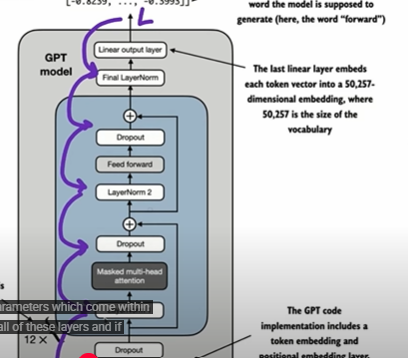 [-0.8239, ..., -0.3993]]
word the model is supposed to
generate (here, the word "forward")
L
GPT
model
Linear output layer
Final LayerNorm
The last linear layer embeds
each token vector into a 50,257-
dimensional embedding, where
50,257 is the size of the
vocabulary
Dropout
Feed forward
LayerNorm 2
Dropout
Masked multi-head
attention
arameters which come within
all of these layers and if
12 ×
Dropout
The GPT code
implementation includes a
token embedding and
positional embedding layer